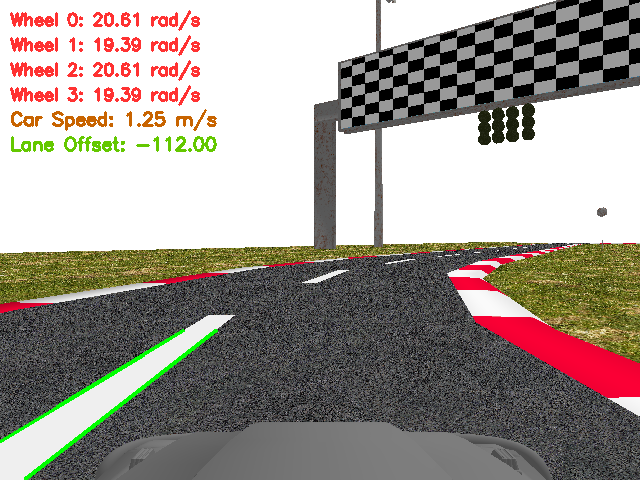 Wheel 0: 20.61 rad/s
Wheel 1: 19.39 rad/s
Wheel 2: 20.61 rad/s
Wheel 3: 19.39 rad/s
Car Speed: 1.25 m/s
Lane Offset: -112.00